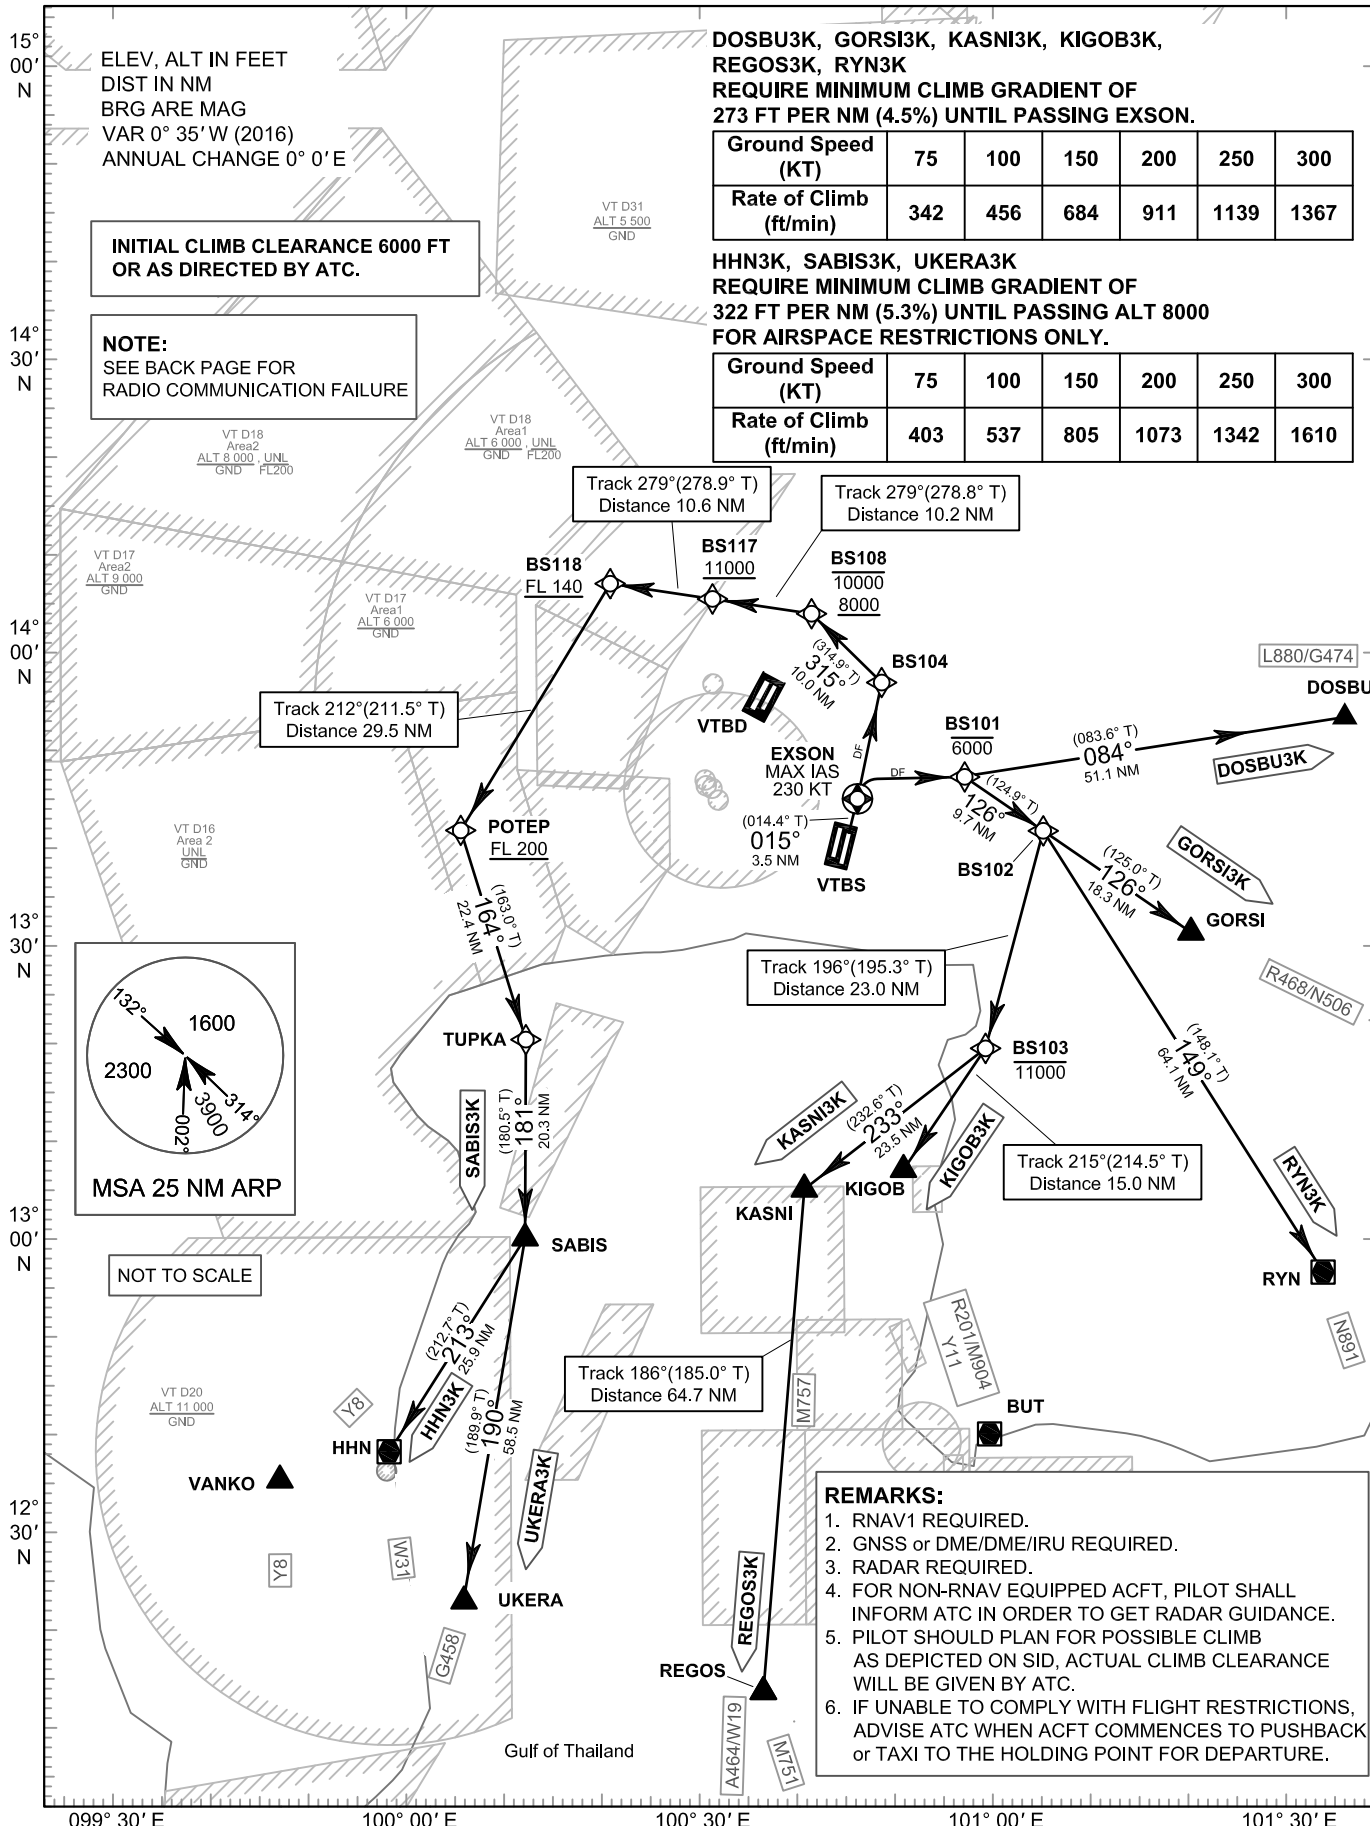 15°
00′
N
ELEV, ALT IN FEET
DIST IN NM
BRG ARE MAG
VAR 0° 35′ W (2016)
ANNUAL CHANGE 0° 0′ E
INITIAL CLIMB CLEARANCE 6000 FT
OR AS DIRECTED BY ATC.
NOTE:
SEE BACK PAGE FOR
RADIO COMMUNICATION FAILURE
DOSBU3K, GORSI3K, KASNI3K, KIGOB3K,
REGOS3K, RYN3K
REQUIRE MINIMUM CLIMB GRADIENT OF
273 FT PER NM (4.5%) UNTIL PASSING EXSON.
Ground Speed (KT) 75 100 150 200 250 300
Rate of Climb (ft/min) 342 456 684 911 1139 1367
HHN3K, SABIS3K, UKERA3K
REQUIRE MINIMUM CLIMB GRADIENT OF
322 FT PER NM (5.3%) UNTIL PASSING ALT 8000
FOR AIRSPACE RESTRICTIONS ONLY.
Ground Speed (KT) 75 100 150 200 250 300
Rate of Climb (ft/min) 403 537 805 1073 1342 1610
VT D31
ALT 5 500
GND
14°
30′
N
VT D18
Area2
ALT 8 000 , UNL
GND FL200
VT D18
Area1
ALT 6 000 , UNL
GND FL200
VT D17
Area2
ALT 9 000
GND
VT D17
Area1
ALT 6 000
GND
Track 279°(278.9° T)
Distance 10.6 NM
Track 279°(278.8° T)
Distance 10.2 NM
BS118
FL 140
BS117
11000
BS108
10000
8000
14°
00′
N
(314.9° T)
315°
10.0 NM
BS104
L880/G474
DOSBU
Track 212°(211.5° T)
Distance 29.5 NM
VTBD
EXSON
MAX IAS
230 KT
DF
DF
BS101
6000
(083.6° T)
084°
51.1 NM
DOSBU3K
(124.9° T)
126°
9.7 NM
VT D16
Area 2
UNL
GND
POTEP
FL 200
(014.4° T)
015°
3.5 NM
VTBS
BS102
(125.0° T)
126°
18.3 NM
GORSI3K
GORSI
13°
30′
N
(163.0° T)
164°
22.4 NM
Track 196°(195.3° T)
Distance 23.0 NM
R468/N506
132°
1600
2300
3900
314°
002°
MSA 25 NM ARP
TUPKA
BS103
11000
(148.1° T)
149°
64.1 NM
SABIS3K
(180.5° T)
181°
20.3 NM
KASNI3K
(232.6° T)
233°
23.5 NM
KIGOB
KIGOB3K
Track 215°(214.5° T)
Distance 15.0 NM
KASNI
RYN3K
RYN
13°
00′
N
SABIS
NOT TO SCALE
(212.7° T)
213°
25.9 NM
HHN3K
(189.9° T)
190°
58.5 NM
Track 186°(185.0° T)
Distance 64.7 NM
M757
R201/M904
Y11
N891
VT D20
ALT 11 000
GND
Y8
HHN
VANKO
BUT
UKERA3K
12°
30′
N
Y8
W31
UKERA
G458
REGOS3K
REGOS
A464/W19
M751
Gulf of Thailand
REMARKS:
1. RNAV1 REQUIRED.
2. GNSS or DME/DME/IRU REQUIRED.
3. RADAR REQUIRED.
4. FOR NON-RNAV EQUIPPED ACFT, PILOT SHALL
INFORM ATC IN ORDER TO GET RADAR GUIDANCE.
5. PILOT SHOULD PLAN FOR POSSIBLE CLIMB
AS DEPICTED ON SID, ACTUAL CLIMB CLEARANCE
WILL BE GIVEN BY ATC.
6. IF UNABLE TO COMPLY WITH FLIGHT RESTRICTIONS,
ADVISE ATC WHEN ACFT COMMENCES TO PUSHBACK
or TAXI TO THE HOLDING POINT FOR DEPARTURE.
099° 30′ E
100° 00′ E
100° 30′ E
101° 00′ E
101° 30′ E